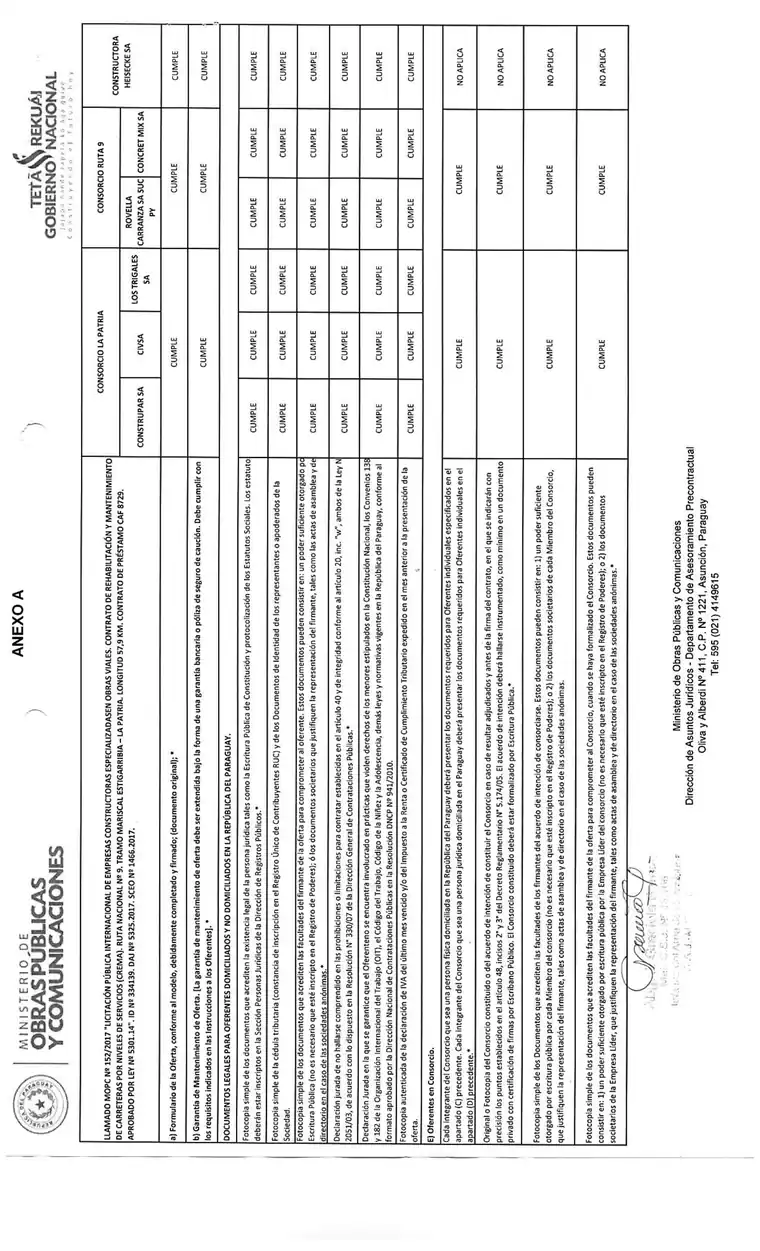 ANEXO A
MINISTERIO DE
OBRAS PÚBLICAS
Y COMUNICACIONES
TETÃ REKUÁI
GOBIERNO NACIONAL
LLAMADO MOPC Nº 152/2017 "LICITACIÓN PÚBLICA INTERNACIONAL DE EMPRESAS CONSTRUCTORAS ESPECIALIZADASEN OBRAS VIALES. CONTRATO DE REHABILITACIÓN Y MANTENIMIENTO
DE CARRETERAS POR NIVELES DE SERVICIOS (CREMA). RUTA NACIONAL Nº 9. TRAMO MARISCAL ESTIGARRIBIA – LA PATRIA. LONGITUD 57,9 KM. CONTRATO DE PRÉSTAMO CAF 8729.
APROBADO POR LEY Nº 5301.14". ID Nº 334139. DAJ Nº 5325.2017. SCEO Nº 1466.2017.
CONSORCIO LA PATRIA
CONSORCIO RUTA 9
CONSTRUCTORA
HEISECKE SA
CONSTRUPAR SA
CIVSA
LOS TRIGALES
SA
ROVELLA
CARRANZA SA SUC
PY
CONCRET MIX SA
a) Formulario de la Oferta, conforme al modelo, debidamente completado y firmado; (documento original); *
CUMPLE CUMPLE CUMPLE
b) Garantía de Mantenimiento de Oferta. [La garantía de mantenimiento de oferta debe ser extendida bajo la forma de una garantía bancaria o póliza de seguro de caución. Debe cumplir con
los requisitos indicados en las Instrucciones a los Oferentes]. *
CUMPLE CUMPLE CUMPLE
DOCUMENTOS LEGALES PARA OFERENTES DOMICILIADOS Y NO DOMICILIADOS EN LA REPÚBLICA DEL PARAGUAY.
Fotocopia simple de los documentos que acrediten la existencia legal de la persona jurídica tales como la Escritura Pública de Constitución y protocolización de los Estatutos Sociales. Los estatuto
deberán estar inscriptos en la Sección Personas Jurídicas de la Dirección de Registros Públicos.*
CUMPLE CUMPLE CUMPLE CUMPLE CUMPLE CUMPLE
Fotocopia simple de la cédula tributaria (constancia de inscripción en el Registro Único de Contribuyentes RUC) y de los Documentos de Identidad de los representantes o apoderados de la
Sociedad.
CUMPLE CUMPLE CUMPLE CUMPLE CUMPLE CUMPLE
Fotocopia simple de los documentos que acrediten las facultades del firmante de la oferta para comprometer al oferente. Estos documentos pueden consistir en: un poder suficiente otorgado po
Escritura Pública (no es necesario que esté inscripto en el Registro de Poderes); ó los documentos societarios que justifiquen la representación del firmante, tales como las actas de asamblea y de
directorio en el caso de las sociedades anónimas.*
CUMPLE CUMPLE CUMPLE CUMPLE CUMPLE CUMPLE
Declaración jurada de no hallarse comprendido en las prohibiciones o limitaciones para contratar establecidas en el artículo 40 y de integridad conforme al artículo 20, inc. "w", ambos de la Ley N
2051/03, de acuerdo con lo dispuesto en la Resolución N° 330/07 de la Dirección General de Contrataciones Públicas.*
CUMPLE CUMPLE CUMPLE CUMPLE CUMPLE CUMPLE
Declaración Jurada en la que se garantice que el Oferenteno se encuentra involucrado en prácticas que violen derechos de los menores estipulados en la Constitución Nacional, los Convenios 138
y 182 de la Organización Internacional del Trabajo (OIT), el Código del Trabajo, Código de la Niñez y la Adolescencia, demás leyes y normativas vigentes en la República del Paraguay, conforme al
formato aprobado por la Dirección Nacional de Contrataciones Públicas en la Resolución DNCP Nº 941/2010.
CUMPLE CUMPLE CUMPLE CUMPLE CUMPLE CUMPLE
Fotocopia autenticada de la declaración de IVA del último mes vencido y/o del Impuesto a la Renta o Certificado de Cumplimiento Tributario expedido en el mes anterior a la presentación de la
oferta.
CUMPLE CUMPLE CUMPLE CUMPLE CUMPLE CUMPLE
E) Oferentes en Consorcio.
Cada Integrante del Consorcio que sea una persona física domiciliada en la República del Paraguay deberá presentar los documentos requeridos para Oferentes individuales especificados en el
apartado (C) precedente. Cada integrante del Consorcio que sea una persona jurídica domiciliada en el Paraguay deberá presentar los documentos requeridos para Oferentes individuales en el
apartado (D) precedente.*
CUMPLE CUMPLE NO APLICA
Original o Fotocopia del Consorcio constituido o del acuerdo de intención de constituir el Consorcio en caso de resultar adjudicados y antes de la firma del contrato, en el que se indicarán con
precisión los puntos establecidos en el artículo 48, incisos 2° y 3° del Decreto Reglamentario N° 5.174/05. El acuerdo de intención deberá hallarse instrumentado, como mínimo en un documento
privado con certificación de firmas por Escribano Público. El Consorcio constituido deberá estar formalizado por Escritura Pública.*
CUMPLE CUMPLE NO APLICA
Fotocopia simple de los Documentos que acrediten las facultades de los firmantes del acuerdo de intención de consorciarse. Estos documentos pueden consistir en: 1) un poder suficiente
otorgado por escritura pública por cada Miembro del consorcio (no es necesario que esté inscripto en el Registro de Poderes); o 2) los documentos societarios de cada Miembro del Consorcio,
que justifiquen la representación del firmante, tales como actas de asamblea y de directorio en el caso de las sociedades anónimas.
CUMPLE CUMPLE NO APLICA
Fotocopia simple de los documentos que acrediten las facultades del firmante de la oferta para comprometer al Consorcio, cuando se haya formalizado el Consorcio. Estos documentos pueden
consistir en: 1) un poder suficiente otorgado por escritura pública por la Empresa Líder del consorcio (no es necesario que esté inscripto en el Registro de Poderes); o 2) los documentos
societarios de la Empresa Líder, que justifiquen la representación del firmante, tales como actas de asamblea y de directorio en el caso de las sociedades anónimas.*
CUMPLE CUMPLE NO APLICA
Ministerio de Obras Públicas y Comunicaciones
Dirección de Asuntos Jurídicos - Departamento de Asesoramiento Precontractual
Oliva y Alberdi Nº 411, C.P. Nº 1221, Asunción, Paraguay
Tel: 595 (021) 4149615